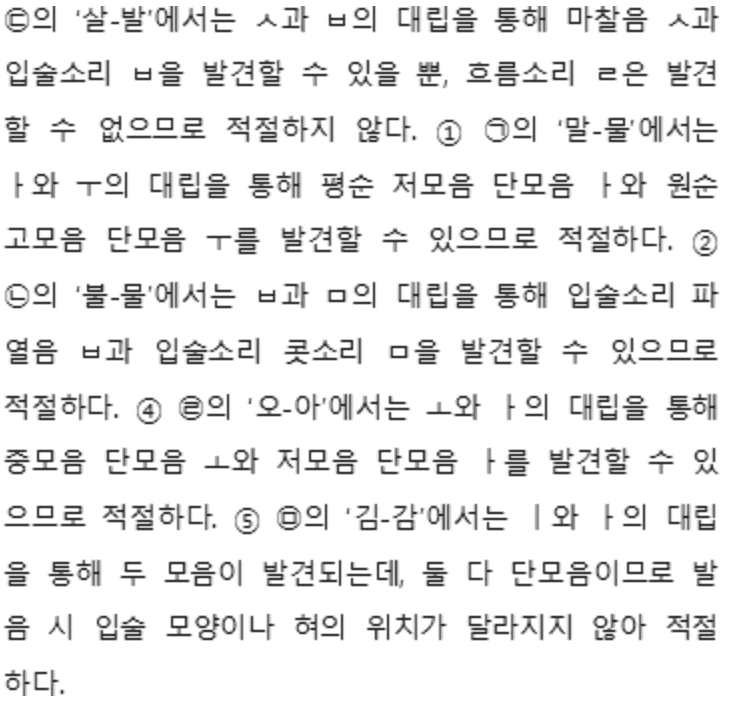 ㉢의 '살-발'에서는 ㅅ과 ㅂ의 대립을 통해 마찰음 ㅅ과
입술소리 ㅂ을 발견할 수 있을 뿐, 흐름소리 ㄹ은 발견
할 수 없으므로 적절하지 않다. ① ㉠의 '말-물'에서는
ㅏ와 ㅜ의 대립을 통해 평순 저모음 단모음 ㅏ와 원순
고모음 단모음 ㅜ를 발견할 수 있으므로 적절하다. ②
㉡의 '불-물'에서는 ㅂ과 ㅁ의 대립을 통해 입술소리 파
열음 ㅂ과 입술소리 콧소리 ㅁ을 발견할 수 있으므로
적절하다. ④ ㉣의 '오-아'에서는 ㅗ와 ㅏ의 대립을 통해
중모음 단모음 ㅗ와 저모음 단모음 ㅏ를 발견할 수 있
으므로 적절하다. ⑤ ㉤의 '김-감'에서는 ㅣ와 ㅏ의 대립
을 통해 두 모음이 발견되는데, 둘 다 단모음이므로 발
음 시 입술 모양이나 혀의 위치가 달라지지 않아 적절
하다.